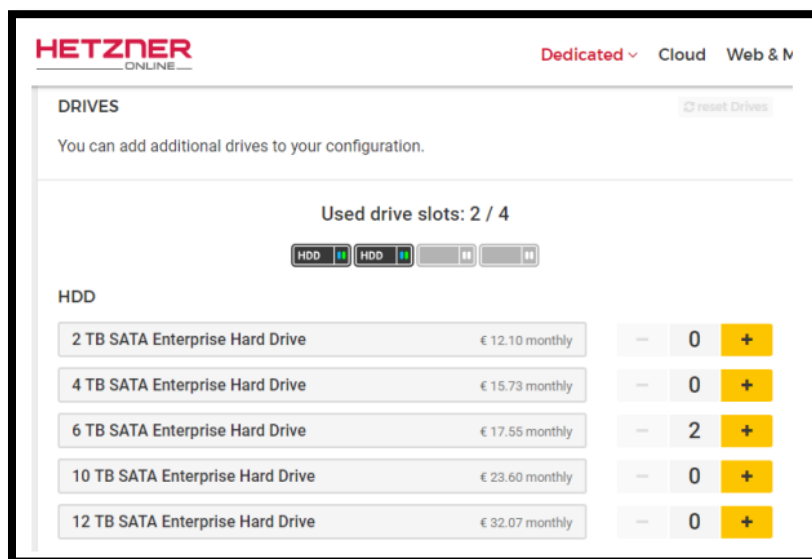 HETZNER
ONLINE
Dedicated Cloud Web & M
DRIVES reset Drives
You can add additional drives to your configuration.
Used drive slots: 2 / 4
HDD HDD
HDD
2 TB SATA Enterprise Hard Drive € 12.10 monthly − 0 +
4 TB SATA Enterprise Hard Drive € 15.73 monthly − 0 +
6 TB SATA Enterprise Hard Drive € 17.55 monthly − 2 +
10 TB SATA Enterprise Hard Drive € 23.60 monthly − 0 +
12 TB SATA Enterprise Hard Drive € 32.07 monthly − 0 +